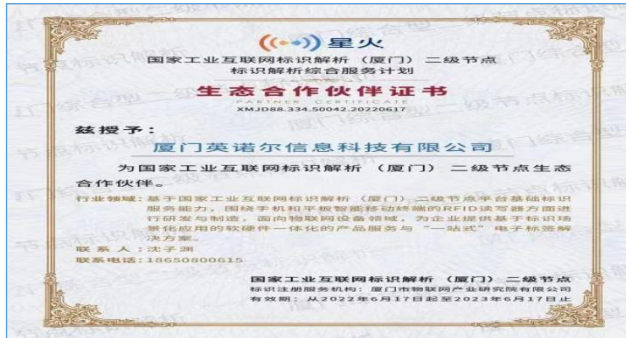 星火
国家工业互联网标识解析（厦门）二级节点
标识解析综合服务计划
生态合作伙伴证书
PARTNER CERTIFICATE
XMJD88.334.50042.20220617
兹授予：
厦门英诺尔信息科技有限公司
为国家工业互联网标识解析（厦门）二级节点生态
合作伙伴。
行业领域：基于国家工业互联网标识解析（厦门）二级节点平台基础标识
服务能力，围绕手机和平板智能移动终端的RFID读写器方面进
行研发与制造，面向物联网设备领域，为企业提供基于标识场
景化应用的软硬件一体化的产品服务与“一站式”电子标签解
决方案。
联系人：沈子渊
联系电话：18650800615
国家工业互联网标识解析（厦门）二级节点
标识注册服务机构：厦门市物联网产业研究院有限公司
有效期：从2022年6月17日起至2023年6月17日止